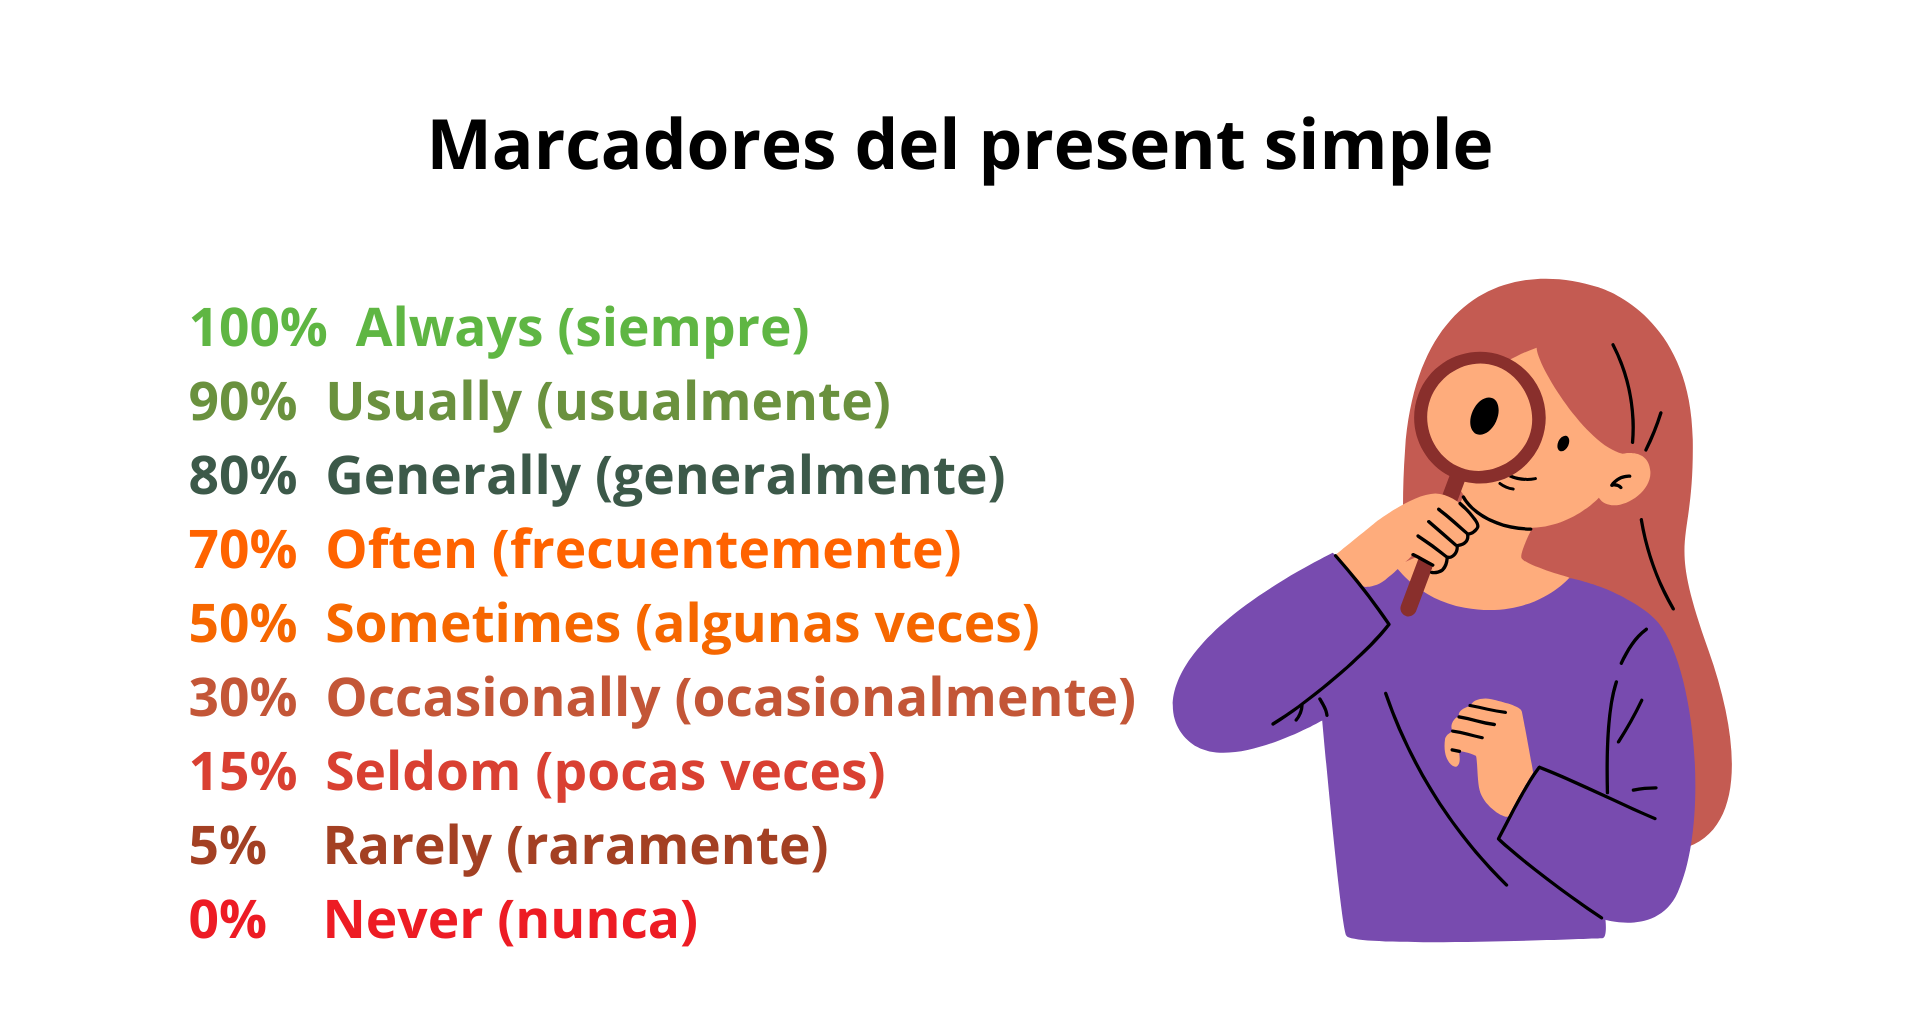 Marcadores del present simple
100% Always (siempre)
90% Usually (usualmente)
80% Generally (generalmente)
70% Often (frecuentemente)
50% Sometimes (algunas veces)
30% Occasionally (ocasionalmente)
15% Seldom (pocas veces)
5% Rarely (raramente)
0% Never (nunca)